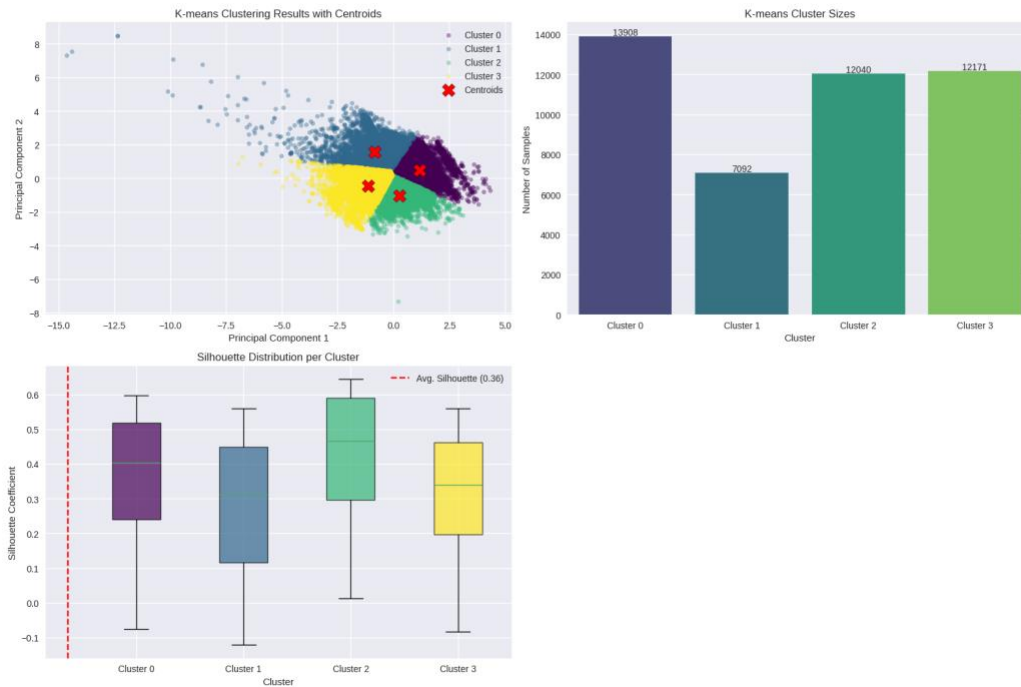 K-means Clustering Results with Centroids
Principal Component 2
8
6
4
2
0
−2
−4
−6
−8
−15.0 −12.5 −10.0 −7.5 −5.0 −2.5 0.0 2.5 5.0
Principal Component 1
Cluster 0
Cluster 1
Cluster 2
Cluster 3
Centroids
K-means Cluster Sizes
Number of Samples
14000
12000
10000
8000
6000
4000
2000
0
13908
7092
12040
12171
Cluster 0 Cluster 1 Cluster 2 Cluster 3
Cluster
Silhouette Distribution per Cluster
Silhouette Coefficient
0.6
0.5
0.4
0.3
0.2
0.1
0.0
−0.1
Avg. Silhouette (0.36)
Cluster 0 Cluster 1 Cluster 2 Cluster 3
Cluster